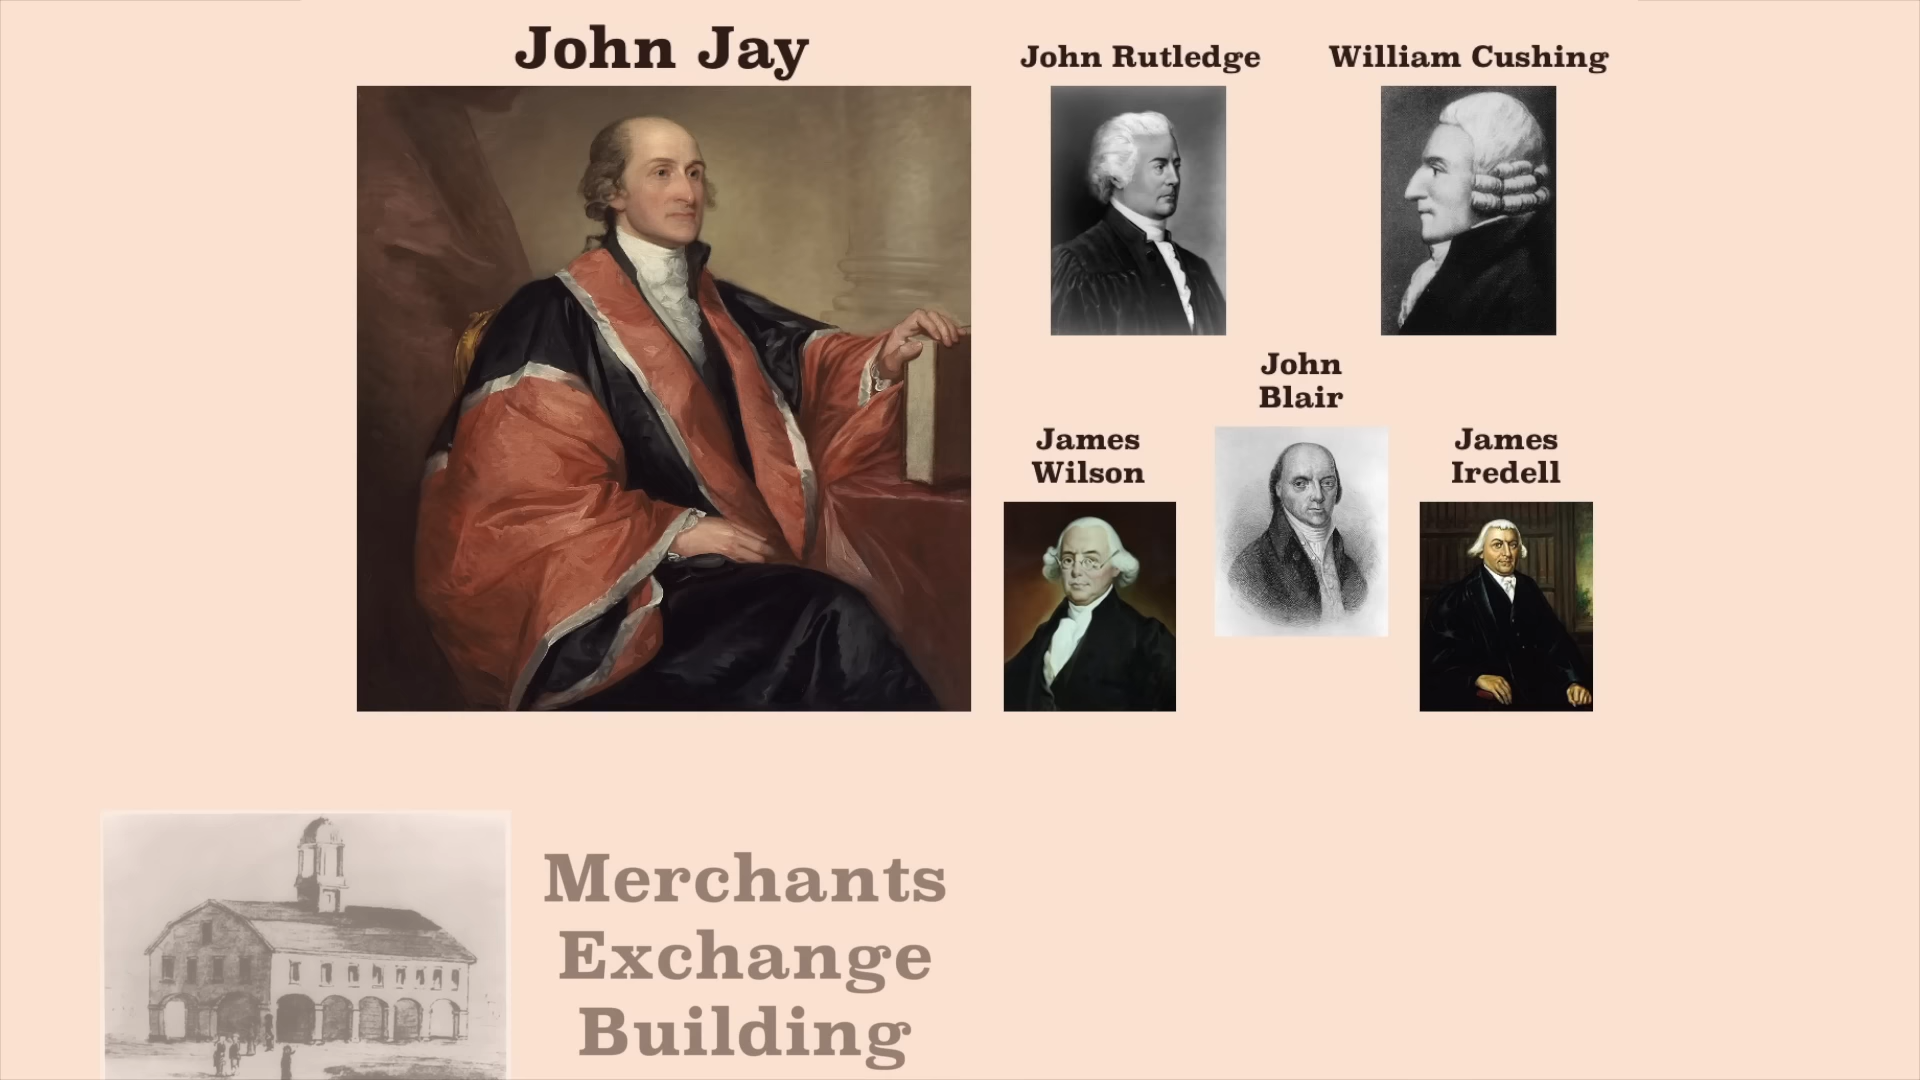 John Jay
John Rutledge
William Cushing
John
Blair
James
Wilson
James
Iredell
Merchants
Exchange
Building